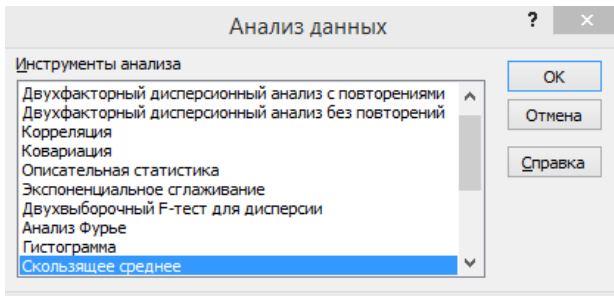 Анализ данных
?
×
Инструменты анализа
Двухфакторный дисперсионный анализ с повторениями
Двухфакторный дисперсионный анализ без повторений
Корреляция
Ковариация
Описательная статистика
Экспоненциальное сглаживание
Двухвыборочный F-тест для дисперсии
Анализ Фурье
Гистограмма
Скользящее среднее
ОК
Отмена
Справка